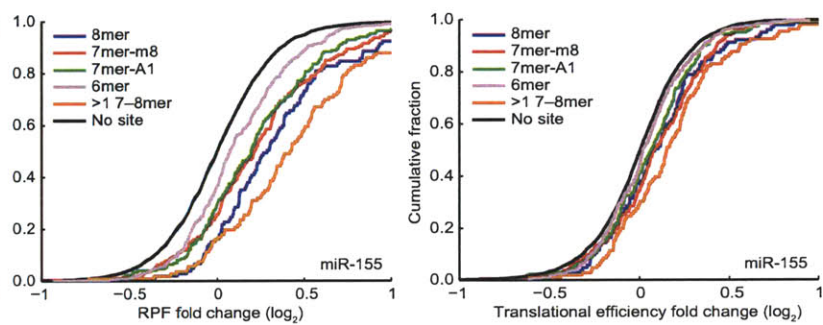 1.0
0.8
0.6
0.4
0.2
0.0
8mer
7mer-m8
7mer-A1
6mer
>1 7–8mer
No site
miR-155
−1
−0.5
0
0.5
1
RPF fold change (log2)
Cumulative fraction
1.0
0.8
0.6
0.4
0.2
0.0
8mer
7mer-m8
7mer-A1
6mer
>1 7–8mer
No site
miR-155
−1
−0.5
0
0.5
1
Translational efficiency fold change (log2)